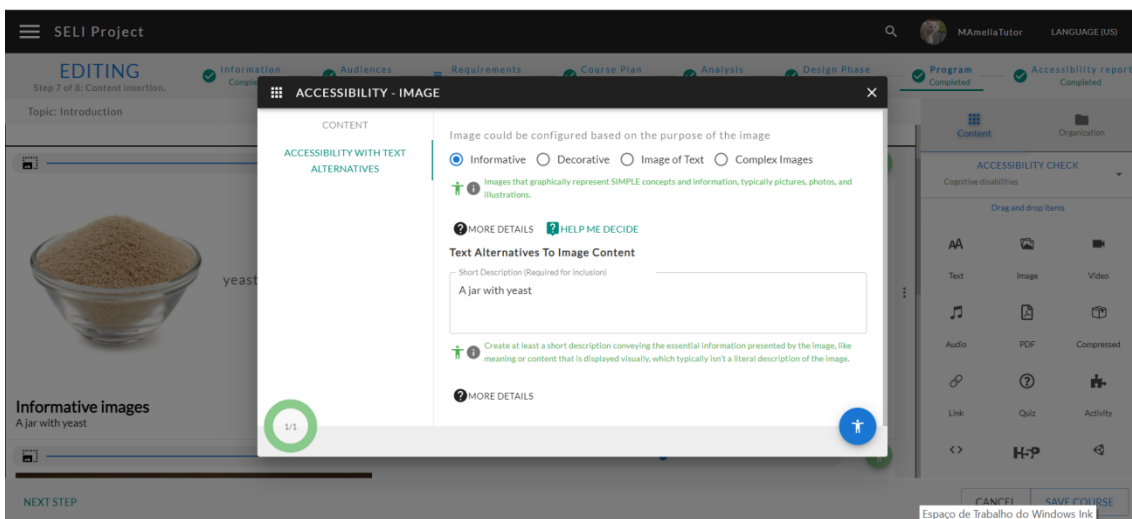 SELI Project
MAmeliaTutor
LANGUAGE (US)
EDITING
Step 7 of 8: Content Insertion.
Information
Comple
Audiences
Requirements
Course Plan
Analysis
Design Phase
Program
Completed
Accessibility report
Completed
Topic: Introduction
ACCESSIBILITY - IMAGE
CONTENT
ACCESSIBILITY WITH TEXT
ALTERNATIVES
Image could be configured based on the purpose of the image
Informative
Decorative
Image of Text
Complex Images
Images that graphically represent SIMPLE concepts and information, typically pictures, photos, and
illustrations.
MORE DETAILS
HELP ME DECIDE
Text Alternatives To Image Content
Short Description (Required for inclusion)
A jar with yeast
Create at least a short description conveying the essential information presented by the image, like
meaning or content that is displayed visually, which typically isn't a literal description of the image.
MORE DETAILS
1/1
yeast
Informative images
A jar with yeast
Content
Organization
ACCESSIBILITY CHECK
Cognitive disabilities
Drag and drop items
AA
Text
Image
Video
Audio
PDF
Compressed
Link
Quiz
Activity
<>
H-P
NEXT STEP
CANCEL
SAVE COURSE
Espaço de Trabalho do Windows Ink